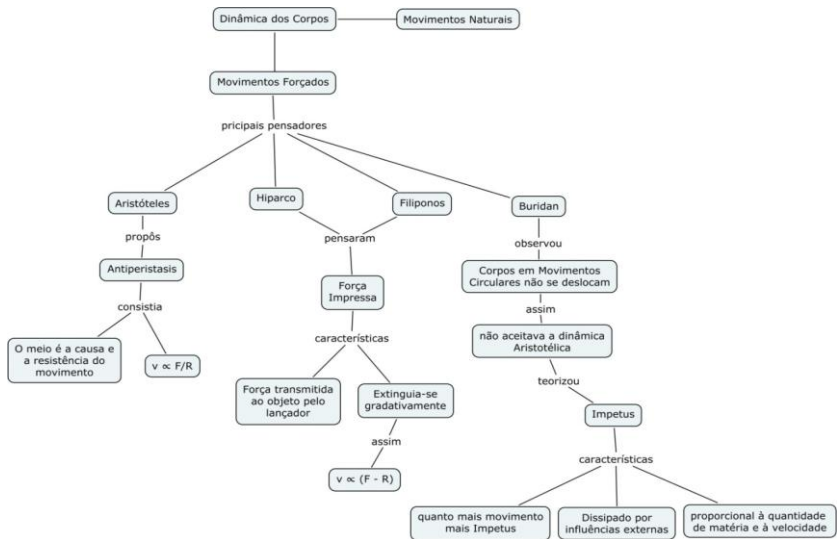 Dinâmica dos Corpos
Movimentos Naturais
Movimentos Forçados
pricipais pensadores
Aristóteles
Hiparco
Filiponos
Buridan
propôs
pensaram
observou
Antiperistasis
Força
Impressa
Corpos em Movimentos
Circulares não se deslocam
consistia
características
assim
O meio é a causa e
a resistência do
movimento
v ∝ F/R
Força transmitida
ao objeto pelo
lançador
Extinguia-se
gradativamente
não aceitava a dinâmica
Aristotélica
assim
teorizou
v ∝ (F - R)
Impetus
características
quanto mais movimento
mais Impetus
Dissipado por
influências externas
proporcional à quantidade
de matéria e à velocidade